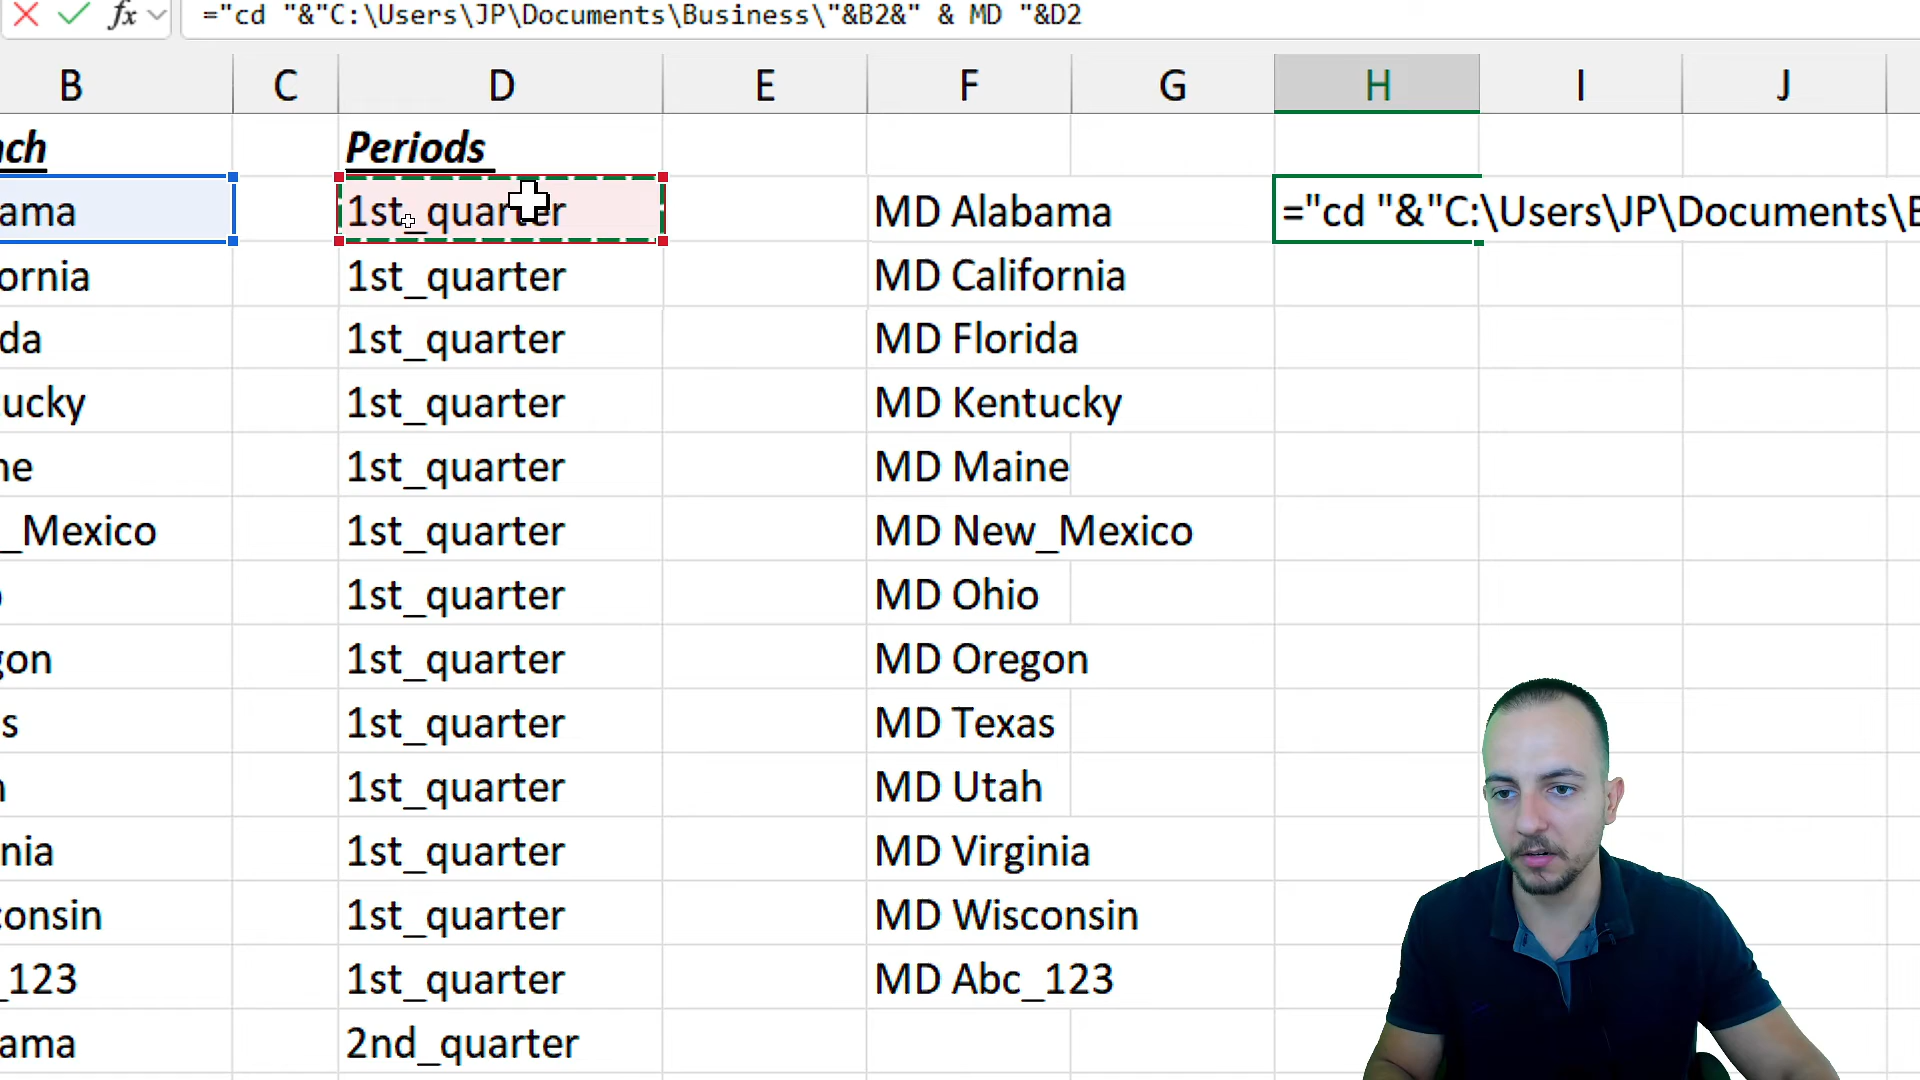 fx ="cd "&"C:\Users\JP\Documents\Business\"&B2&" & MD "&D2
B C D E F G H I J
ch Periods
ama 1st_quarter MD Alabama ="cd "&"C:\Users\JP\Documents\B
ornia 1st_quarter MD California
da 1st_quarter MD Florida
ucky 1st_quarter MD Kentucky
ne 1st_quarter MD Maine
_Mexico 1st_quarter MD New_Mexico
o 1st_quarter MD Ohio
gon 1st_quarter MD Oregon
s 1st_quarter MD Texas
h 1st_quarter MD Utah
nia 1st_quarter MD Virginia
consin 1st_quarter MD Wisconsin
_123 1st_quarter MD Abc_123
ama 2nd_quarter